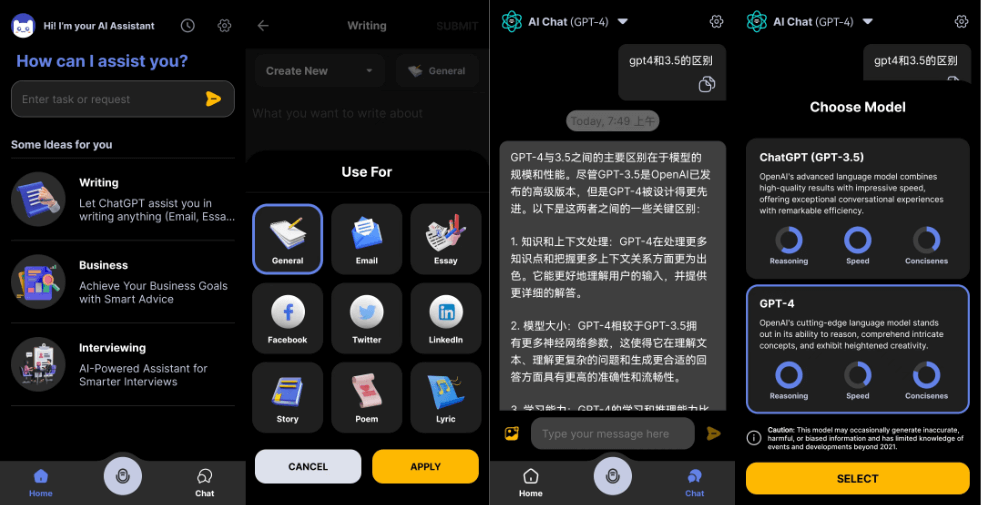 Hi! I'm your AI Assistant
How can I assist you?
Enter task or request
Some Ideas for you
Writing
Let ChatGPT assist you in
writing anything (Email, Essa...
Business
Achieve Your Business Goals
with Smart Advice
Interviewing
AI-Powered Assistant for
Smarter Interviews
Home
Chat
Writing
SUBMIT
Create New
General
What you want to write about
Use For
General
Email
Essay
Facebook
Twitter
LinkedIn
Story
Poem
Lyric
CANCEL
APPLY
AI Chat (GPT-4)
gpt4和3.5的区别
Today, 7:49 上午
GPT-4与3.5之间的主要区别在于模型的
规模和性能。尽管GPT-3.5是OpenAI已发
布的高级版本，但是GPT-4被设计得更先
进。以下是这两者之间的一些关键区别：
1. 知识和上下文处理：GPT-4在处理更多
知识点和把握更多上下文关系方面更为出
色。它能更好地理解用户的输入，并提供
更详细的解答。
2. 模型大小：GPT-4相较于GPT-3.5拥
有更多神经网络参数，这使得它在理解文
本、理解更复杂的问题和生成更合适的回
答方面具有更高的准确性和流畅性。
3. 学习能力：GPT-4的学习和推理能力比
Type your message here
Home
Chat
AI Chat (GPT-4)
gpt4和3.5的区别
Choose Model
ChatGPT (GPT-3.5)
OpenAI's advanced language model combines
high-quality results with impressive speed,
offering exceptional conversational experiences
with remarkable efficiency.
Reasoning
Speed
Concisenes
GPT-4
OpenAI's cutting-edge language model stands
out in its ability to reason, comprehend intricate
concepts, and exhibit heightened creativity.
Reasoning
Speed
Concisenes
Caution: This model may occasionally generate inaccurate,
harmful, or biased information and has limited knowledge of
events and developments beyond 2021.
SELECT